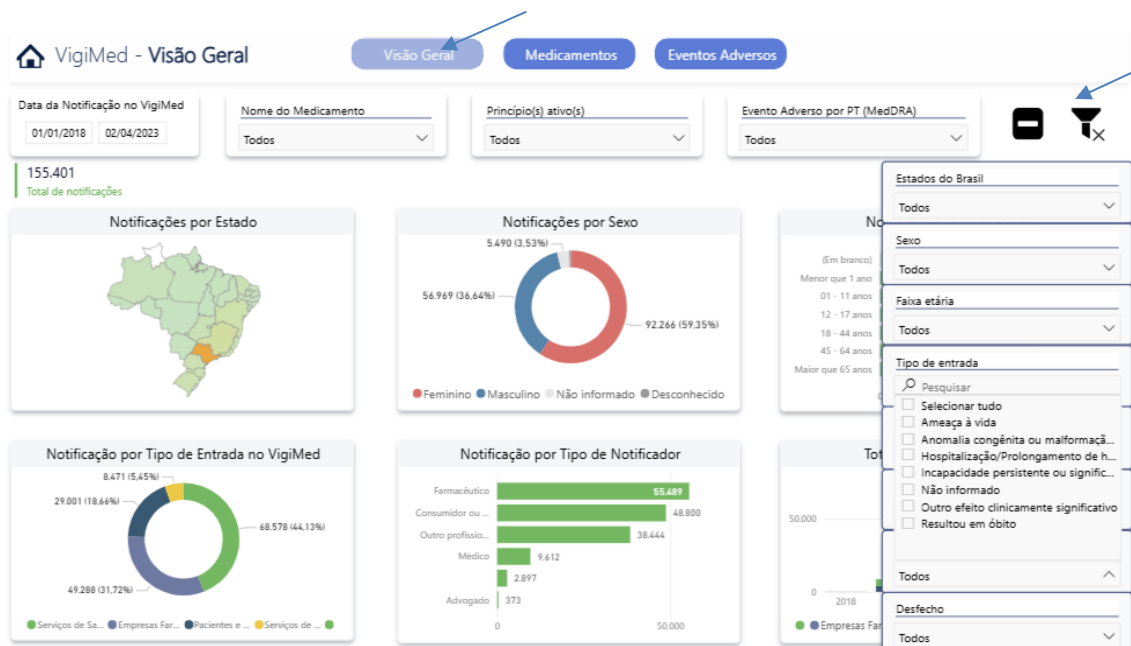 VigiMed - Visão Geral
Visão Geral
Medicamentos
Eventos Adversos
Data da Notificação no VigiMed
01/01/2018 02/04/2023
Nome do Medicamento
Todos
Princípio(s) ativo(s)
Todos
Evento Adverso por PT (MedDRA)
Todos
155.401
Total de notificações
Notificações por Estado
Notificações por Sexo
5.490 (3,53%)
56.969 (36,64%)
92.266 (59,35%)
Feminino Masculino Não informado Desconhecido
No
(Em branco)
Menor que 1 ano
01 - 11 anos
12 - 17 anos
18 - 44 anos
45 - 64 anos
Maior que 65 anos
Estados do Brasil
Todos
Sexo
Todos
Faixa etária
Todos
Tipo de entrada
Pesquisar
Selecionar tudo
Ameaça à vida
Anomalia congênita ou malformaçã...
Hospitalização/Prolongamento de h...
Incapacidade persistente ou signific...
Não informado
Outro efeito clinicamente significativo
Resultou em óbito
Todos
Desfecho
Todos
Notificação por Tipo de Entrada no VigiMed
8.471 (5,45%)
29.001 (18,66%)
68.578 (44,13%)
49.288 (31,72%)
Serviços de Sa... Empresas Far... Pacientes e ... Serviços de ...
Notificação por Tipo de Notificador
Farmacêutico 55.489
Consumidor ou ... 48.800
Outro profissio... 38.444
Médico 9.612
2.897
Advogado 373
0 50.000
Tot
50.000
0
2018
Empresas Far